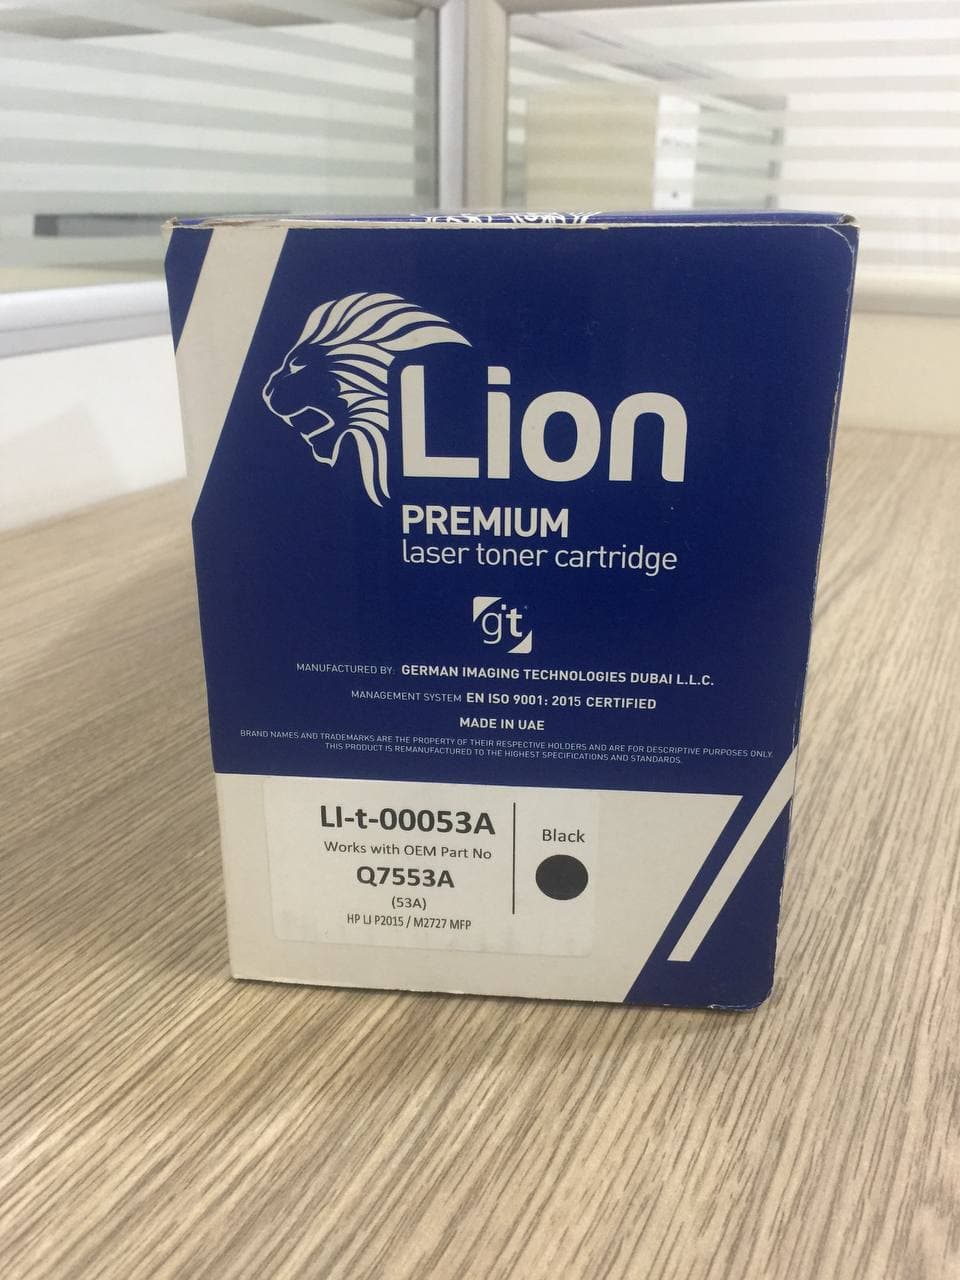 Lion
PREMIUM
laser toner cartridge
git
MANUFACTURED BY: GERMAN IMAGING TECHNOLOGIES DUBAI L.L.C.
MANAGEMENT SYSTEM EN ISO 9001: 2015 CERTIFIED
MADE IN UAE
BRAND NAMES AND TRADEMARKS ARE THE PROPERTY OF THEIR RESPECTIVE HOLDERS AND ARE FOR DESCRIPTIVE PURPOSES ONLY.
THIS PRODUCT IS REMANUFACTURED TO THE HIGHEST SPECIFICATIONS AND STANDARDS.
LI-t-00053A
Works with OEM Part No
Q7553A
(53A)
HP LJ P2015 / M2727 MFP
Black